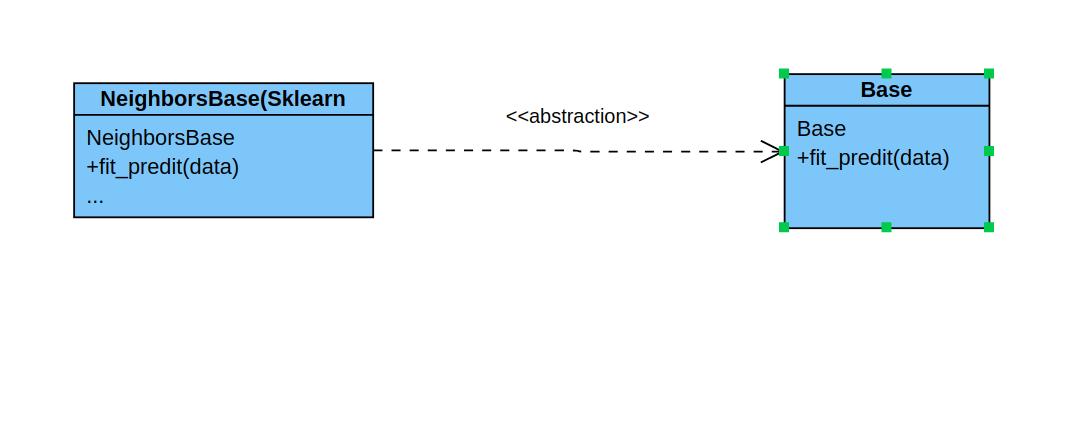 NeighborsBase(Sklearn
NeighborsBase
+fit_predit(data)
...
<<abstraction>>
Base
Base
+fit_predit(data)